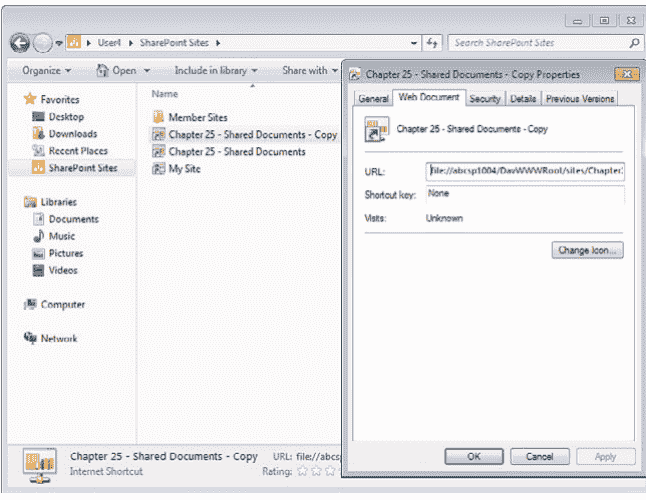 User4 ▸ SharePoint Sites ▸
Search SharePoint Sites
Organize Open Include in library Share with
Favorites
Desktop
Downloads
Recent Places
SharePoint Sites
Libraries
Documents
Music
Pictures
Videos
Computer
Network
Name
Member Sites
Chapter 25 - Shared Documents - Copy
Chapter 25 - Shared Documents
My Site
Chapter 25 - Shared Documents - Copy URL: file://abcsp
Internet Shortcut Rating:
Chapter 25 - Shared Documents - Copy Properties
General Web Document Security Details Previous Versions
Chapter 25 - Shared Documents - Copy
URL: file://abcsp1004/DavWWWRoot/sites/Chapter
Shortcut key: None
Visits: Unknown
Change Icon...
OK Cancel Apply